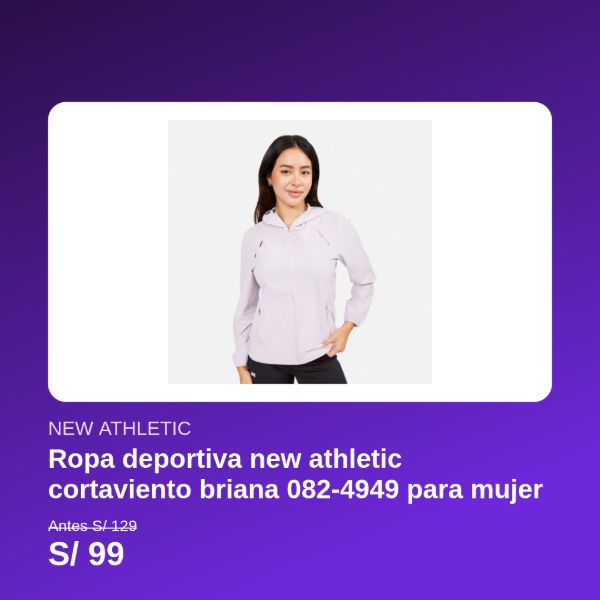 NEW ATHLETIC
Ropa deportiva new athletic
cortaviento briana 082-4949 para mujer
Antes S/ 129
S/ 99